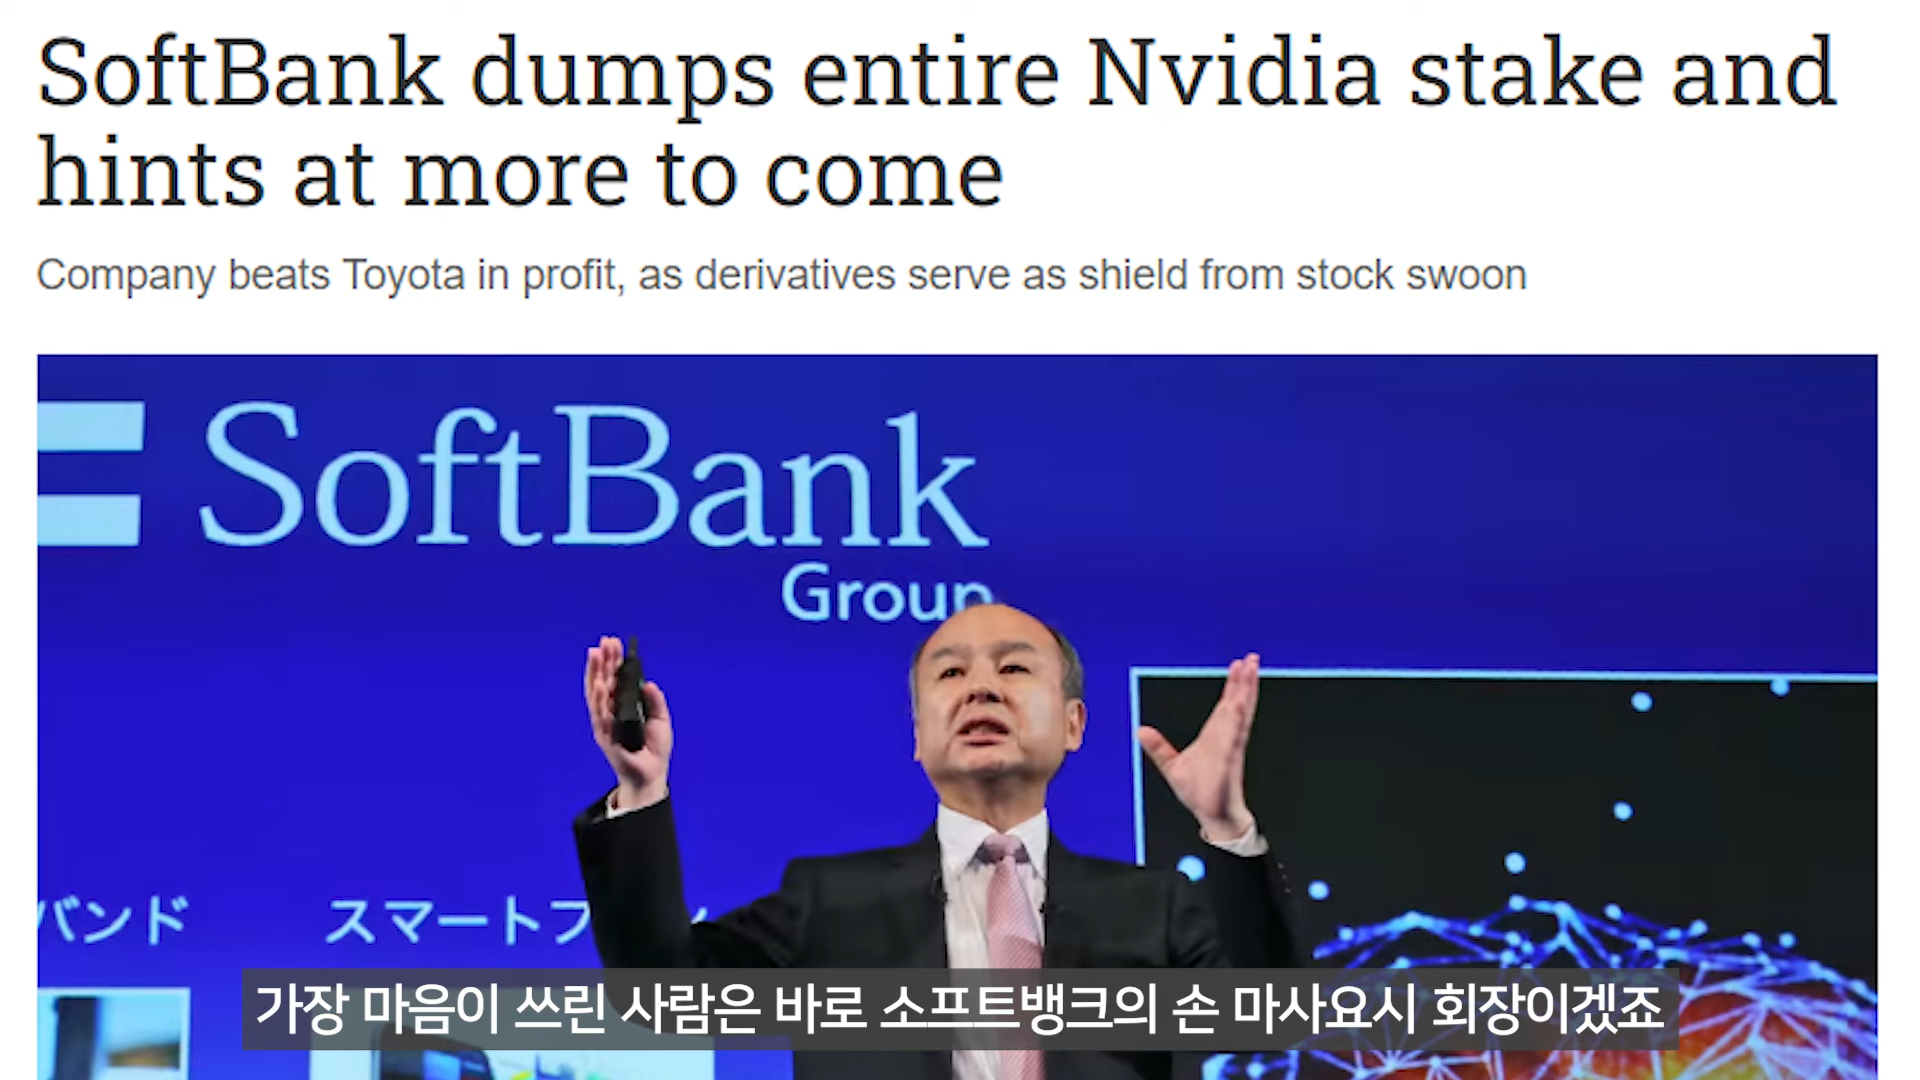 SoftBank dumps entire Nvidia stake and
hints at more to come
Company beats Toyota in profit, as derivatives serve as shield from stock swoon
SoftBank
Group
バンド
スマートフ
가장 마음이 쓰린 사람은 바로 소프트뱅크의 손 마사요시 회장이겠죠